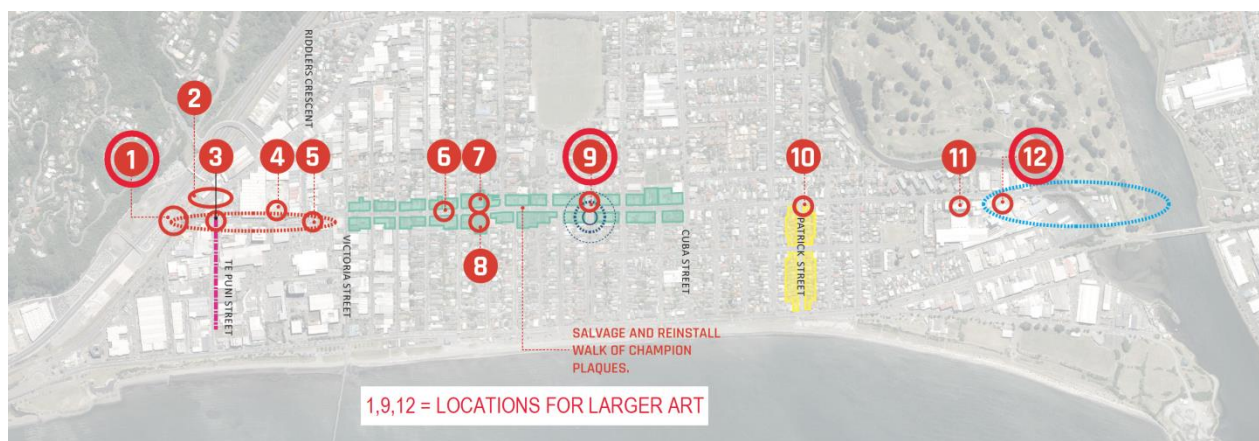 RIDDLERS CRESCENT
2
1
3
4
5
6
7
9
10
11
12
8
TE PUNI STREET
VICTORIA STREET
CUBA STREET
PATRICK STREET
SALVAGE AND REINSTALL
WALK OF CHAMPION
PLAQUES.
1,9,12 = LOCATIONS FOR LARGER ART